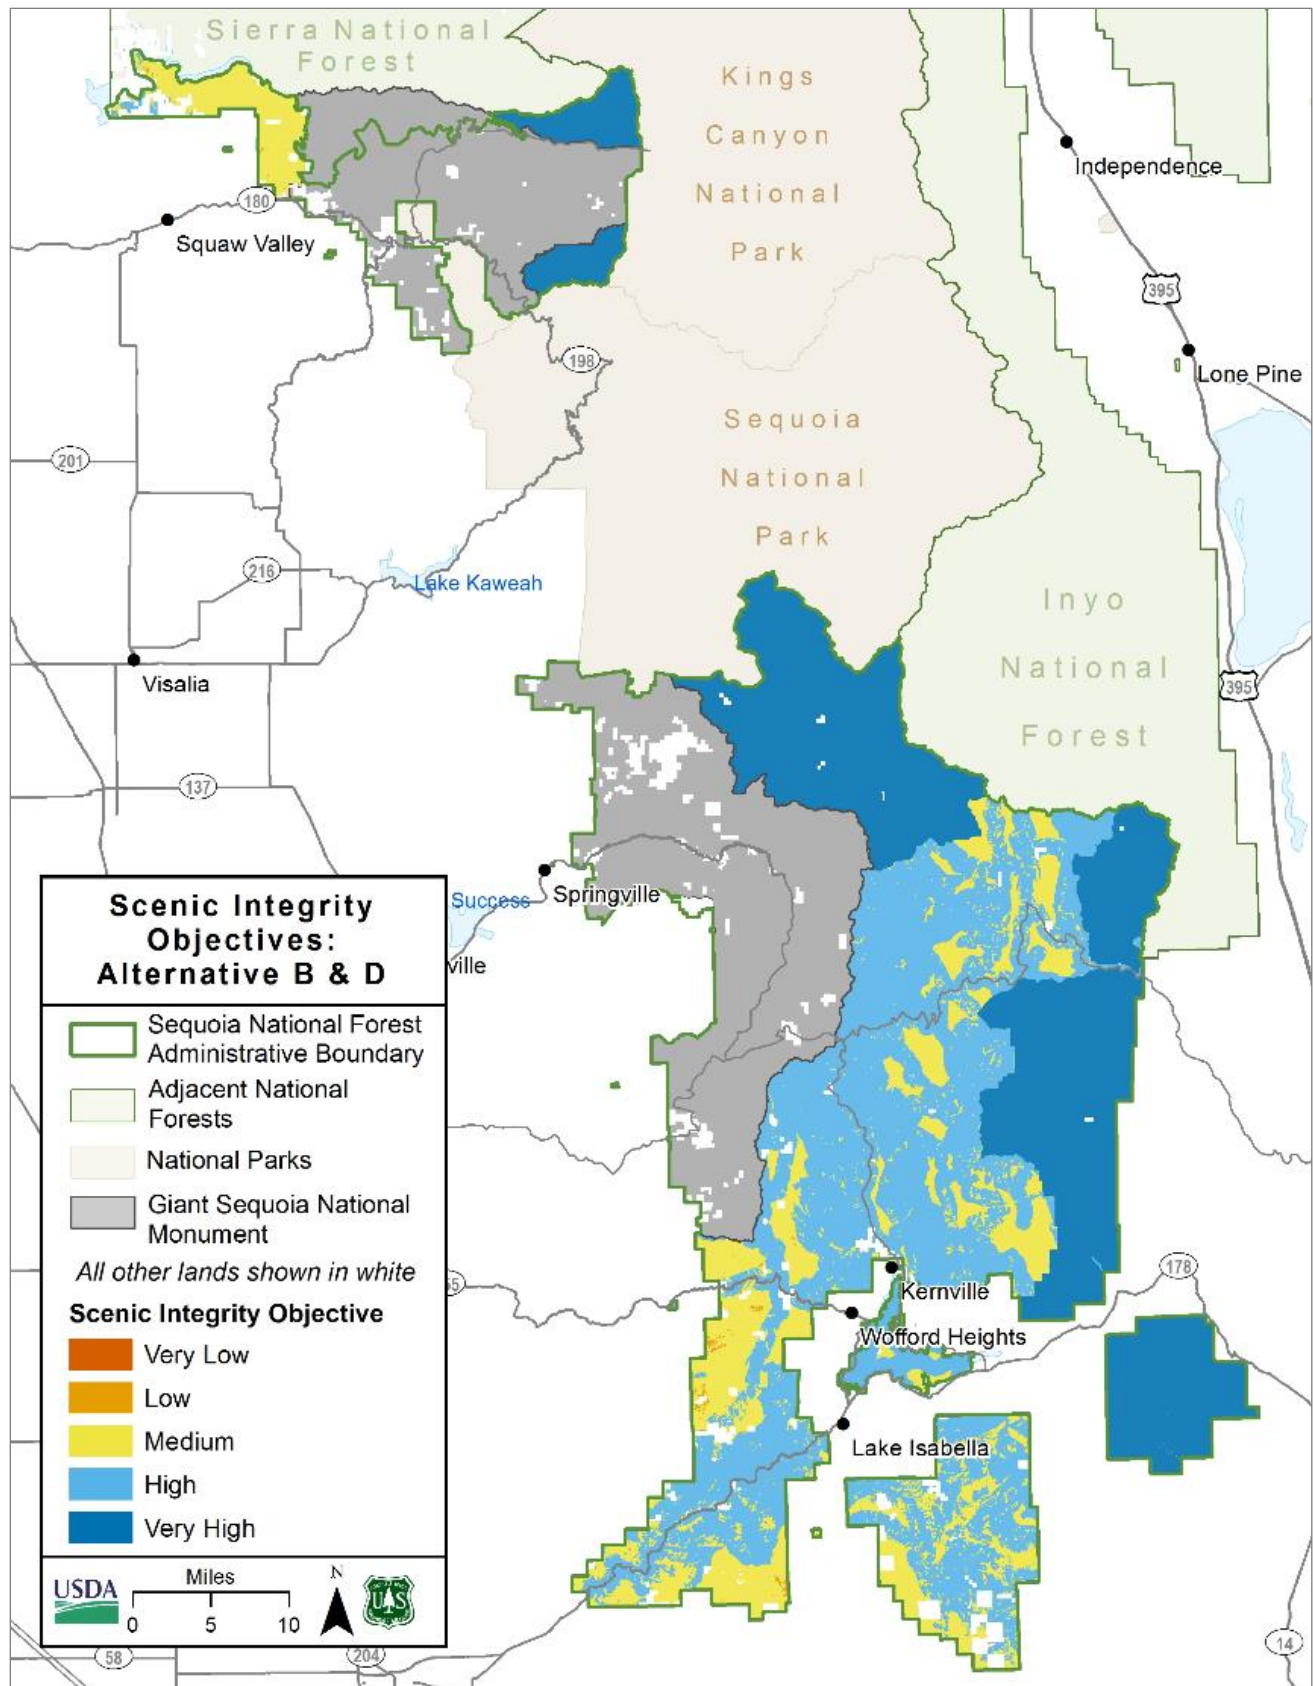 Sierra National
Forest
Kings
Canyon
National
Park
Independence
180
Squaw Valley
395
Lone Pine
198
Sequoia
National
Park
201
216
Lake Kaweah
Inyo
National
Forest
Visalia
395
137
Springville
Success
ville
Scenic Integrity
Objectives:
Alternative B & D
Sequoia National Forest
Administrative Boundary
Adjacent National
Forests
National Parks
Giant Sequoia National
Monument
All other lands shown in white
Scenic Integrity Objective
Very Low
Low
Medium
High
Very High
USDA
Miles
0 5 10
N
U S
55
178
Kernville
Wofford Heights
Lake Isabella
58
204
14